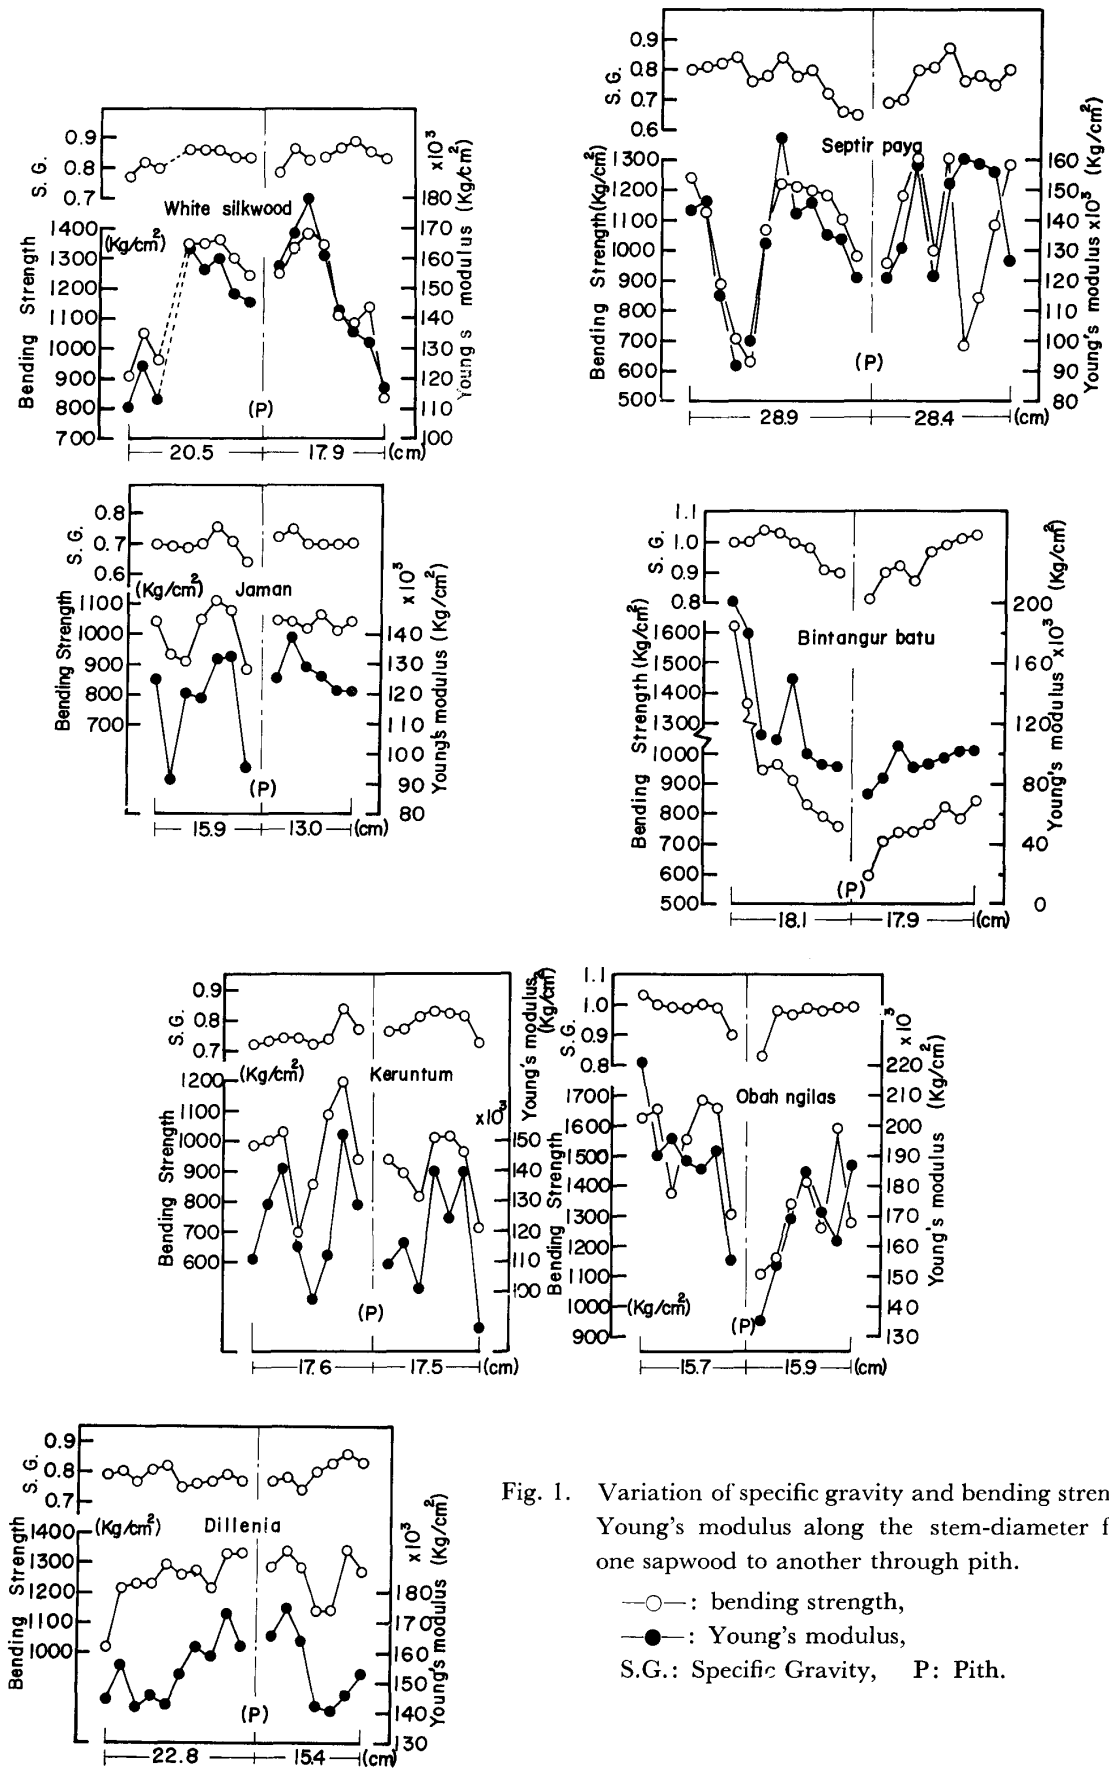 0.9
0.8
0.7
S. G.
White silkwood
(Kg/cm²)
1400
1300
1200
1100
1000
900
800
700
Bending Strength
180
170
160
150
140
130
120
110
100
Young s modulus (Kg/cm²)
x10³
(P)
20.5 17.9 (cm)
0.9
0.8
0.7
0.6
S. G.
Septir paya
1300
1200
1100
1000
900
800
700
600
500
Bending Strength(Kg/cm²)
160
150
140
130
120
110
100
90
80
Young's modulus x10³ (Kg/cm²)
(P)
28.9 28.4 (cm)
0.8
0.7
0.6
S. G.
(Kg/cm²) Jaman
1100
1000
900
800
700
Bending Strength
140
130
120
110
100
90
80
Young's modulus (Kg/cm²)
x10³
(P)
15.9 13.0 (cm)
1.1
1.0
0.9
0.8
S. G.
Bintangur batu
1600
1500
1400
1300
1000
900
800
700
600
500
Bending Strength(Kg/cm²)
200
160
120
80
40
0
Young's modulus x10³ (Kg/cm²)
(P)
18.1 17.9 (cm)
0.9
0.8
0.7
S.G.
(Kg/cm²) Keruntum
1200
1100
1000
900
800
700
600
Bending Strength
x10³
150
140
130
120
110
100
Young's modulus (Kg/cm²)
(P)
17.6 17.5 (cm)
1.1
1.0
0.9
0.8
S.G.
Obah ngilas
1700
1600
1500
1400
1300
1200
1100
1000 (Kg/cm²)
900
Bending Strength
x10³
220
210
200
190
180
170
160
150
140
130
Young's modulus (Kg/cm²)
(P)
15.7 15.9 (cm)
0.9
0.8
0.7
S. G.
(Kg/cm²) Dillenia
1400
1300
1200
1100
1000
Bending Strength
x10³
180
170
160
150
140
130
Young's modulus (Kg/cm²)
(P)
22.8 15.4 (cm)
Fig. 1. Variation of specific gravity and bending stren
Young's modulus along the stem-diameter f
one sapwood to another through pith.
—○—: bending strength,
—●—: Young's modulus,
S.G.: Specific Gravity, P: Pith.